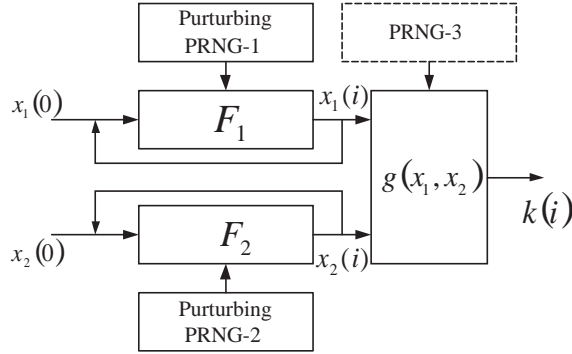 Purturbing
PRNG-1
PRNG-3
x₁(0)
F₁
x₁(i)
g(x₁, x₂)
k(i)
x₂(0)
F₂
x₂(i)
Purturbing
PRNG-2